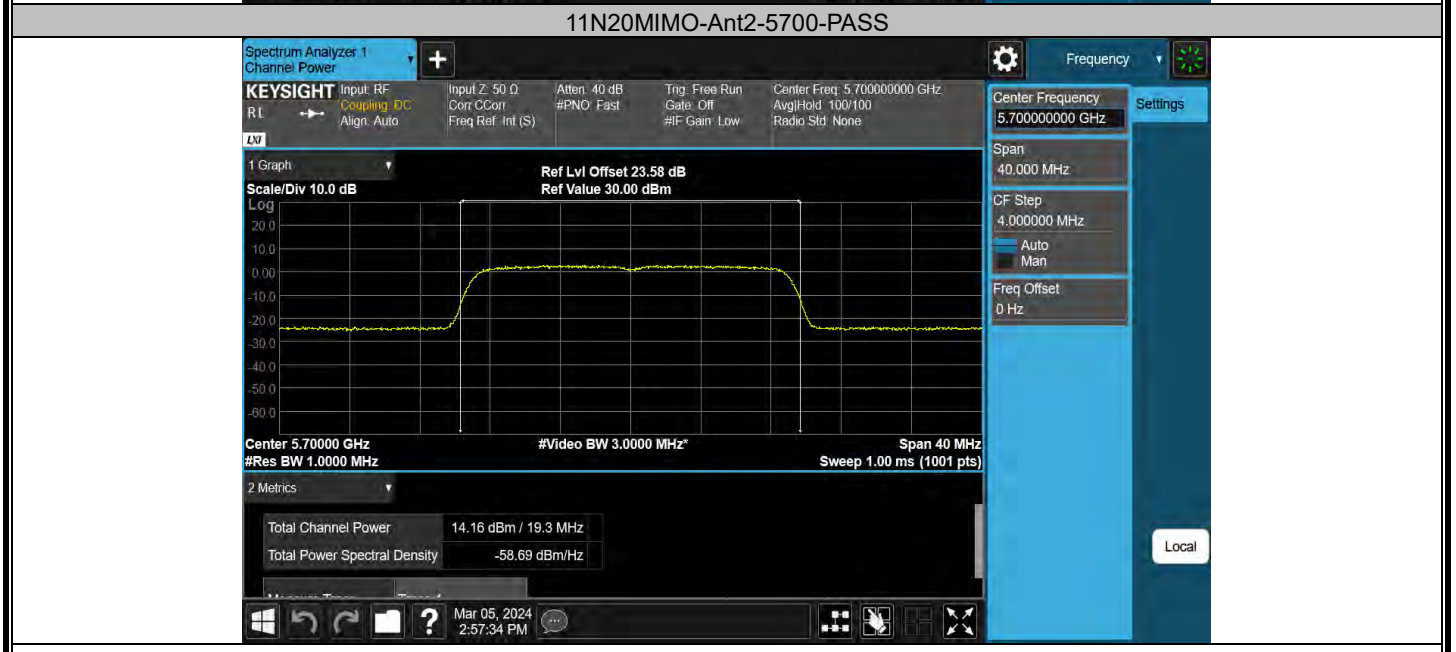 11N20MIMO-Ant2-5700-PASS
Spectrum Analyzer 1
Channel Power
Frequency
KEYSIGHT
RL
LXI
Input: RF
Coupling: DC
Align: Auto
Input Z: 50 Ω
Corr CCorr
Freq Ref: Int (S)
Atten: 40 dB
#PNO: Fast
Trig: Free Run
Gate: Off
#IF Gain: Low
Center Freq: 5.700000000 GHz
Avg|Hold: 100/100
Radio Std: None
Center Frequency
5.700000000 GHz
Settings
Span
40.000 MHz
CF Step
4.000000 MHz
Auto
Man
Freq Offset
0 Hz
1 Graph
Scale/Div 10.0 dB
Ref Lvl Offset 23.58 dB
Ref Value 30.00 dBm
Log
20.0
10.0
0.00
-10.0
-20.0
-30.0
-40.0
-50.0
-60.0
Center 5.70000 GHz
#Res BW 1.0000 MHz
#Video BW 3.0000 MHz*
Span 40 MHz
Sweep 1.00 ms (1001 pts)
2 Metrics
Total Channel Power 14.16 dBm / 19.3 MHz
Total Power Spectral Density -58.69 dBm/Hz
Local
?
Mar 05, 2024
2:57:34 PM